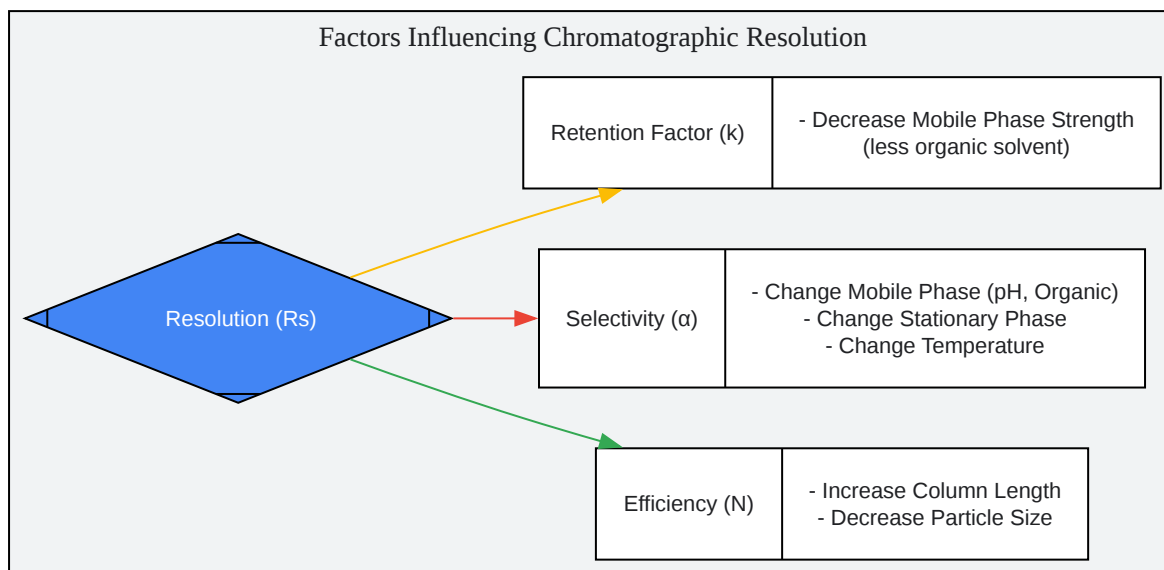 Factors Influencing Chromatographic Resolution
Retention Factor (k)
- Decrease Mobile Phase Strength
(less organic solvent)
Resolution (Rs)
Selectivity (α)
- Change Mobile Phase (pH, Organic)
- Change Stationary Phase
- Change Temperature
Efficiency (N)
- Increase Column Length
- Decrease Particle Size